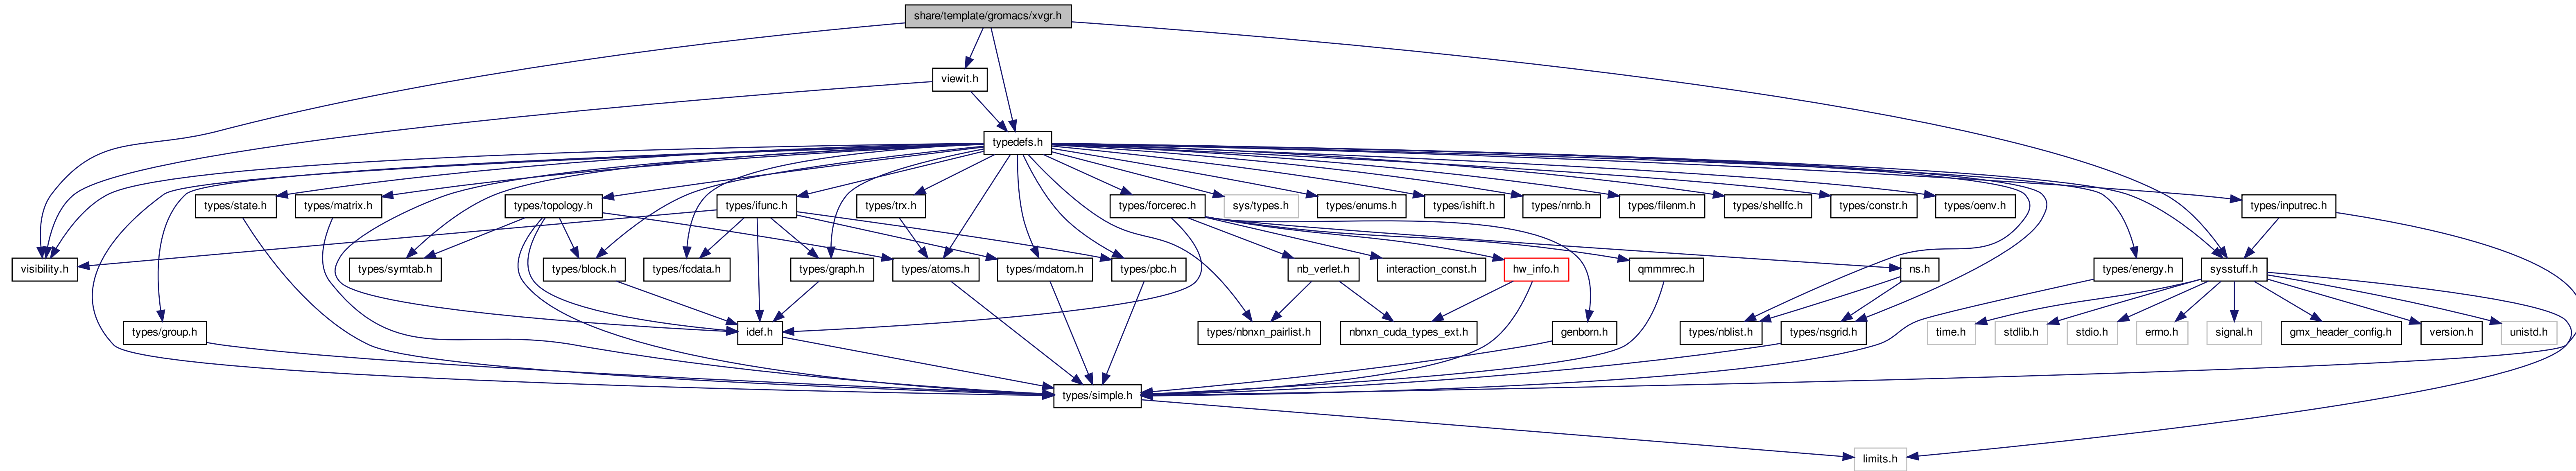 share/template/gromacs/xvgr.h
viewit.h
typedefs.h
types/state.h
types/matrix.h
types/topology.h
types/ifunc.h
types/trx.h
types/forcerec.h
sys/types.h
types/enums.h
types/ishift.h
types/nrnb.h
types/filenm.h
types/shellfc.h
types/constr.h
types/oenv.h
types/inputrec.h
visibility.h
types/symtab.h
types/block.h
types/fcdata.h
types/graph.h
types/atoms.h
types/mdatom.h
types/pbc.h
nb_verlet.h
interaction_const.h
hw_info.h
qmmmrec.h
ns.h
types/energy.h
sysstuff.h
types/group.h
idef.h
types/nbnxn_pairlist.h
nbnxn_cuda_types_ext.h
genborn.h
types/nblist.h
types/nsgrid.h
time.h
stdlib.h
stdio.h
errno.h
signal.h
gmx_header_config.h
version.h
unistd.h
types/simple.h
limits.h